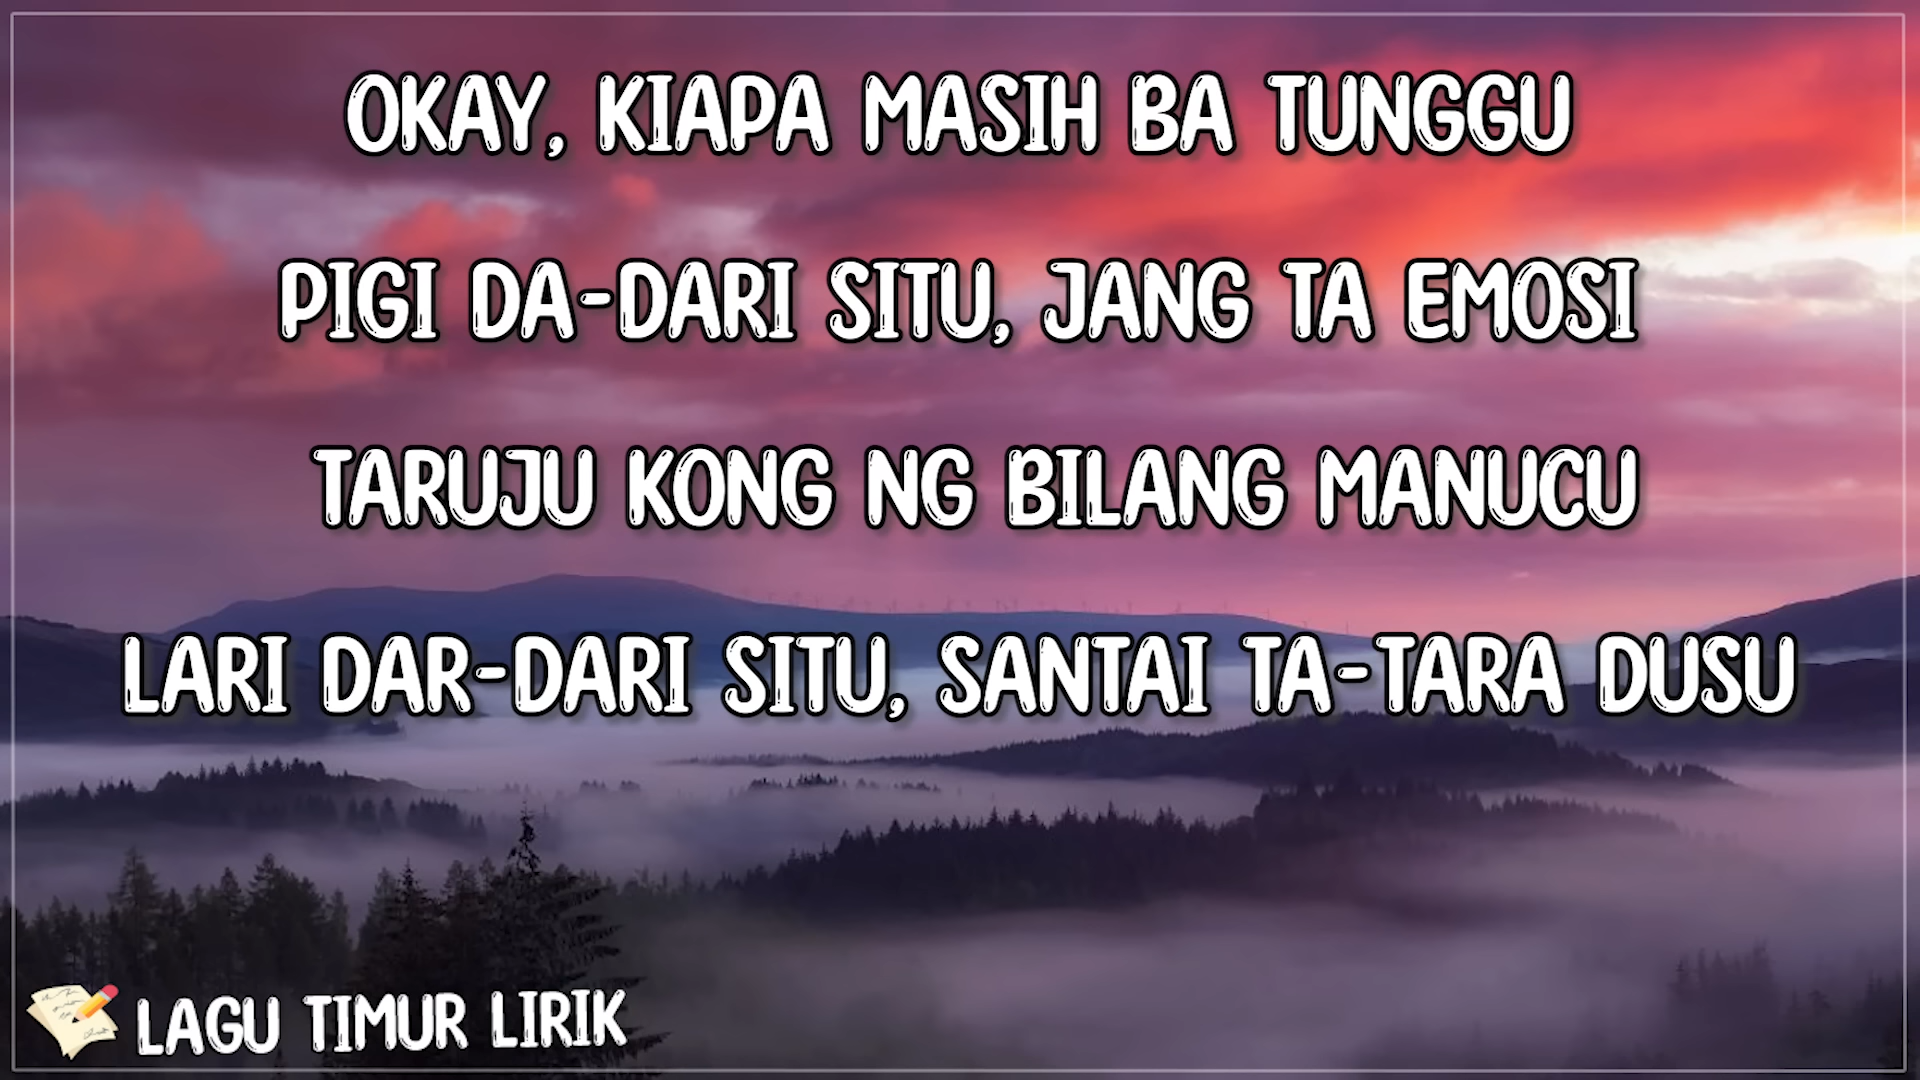 OKAY, KIAPA MASIH BA TUNGGU
PIGI DA-DARI SITU, JANG TA EMOSI
TARUJU KONG NG BILANG MANUCU
LARI DAR-DARI SITU, SANTAI TA-TARA DUSU
LAGU TIMUR LIRIK